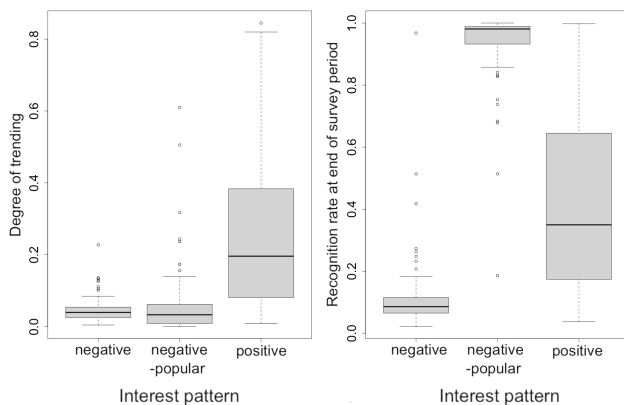 Degree of trending
0.8
0.6
0.4
0.2
0.0
negative
negative
-popular
positive
Interest pattern
Recognition rate at end of survey period
1.0
0.8
0.6
0.4
0.2
0.0
negative
negative
-popular
positive
Interest pattern